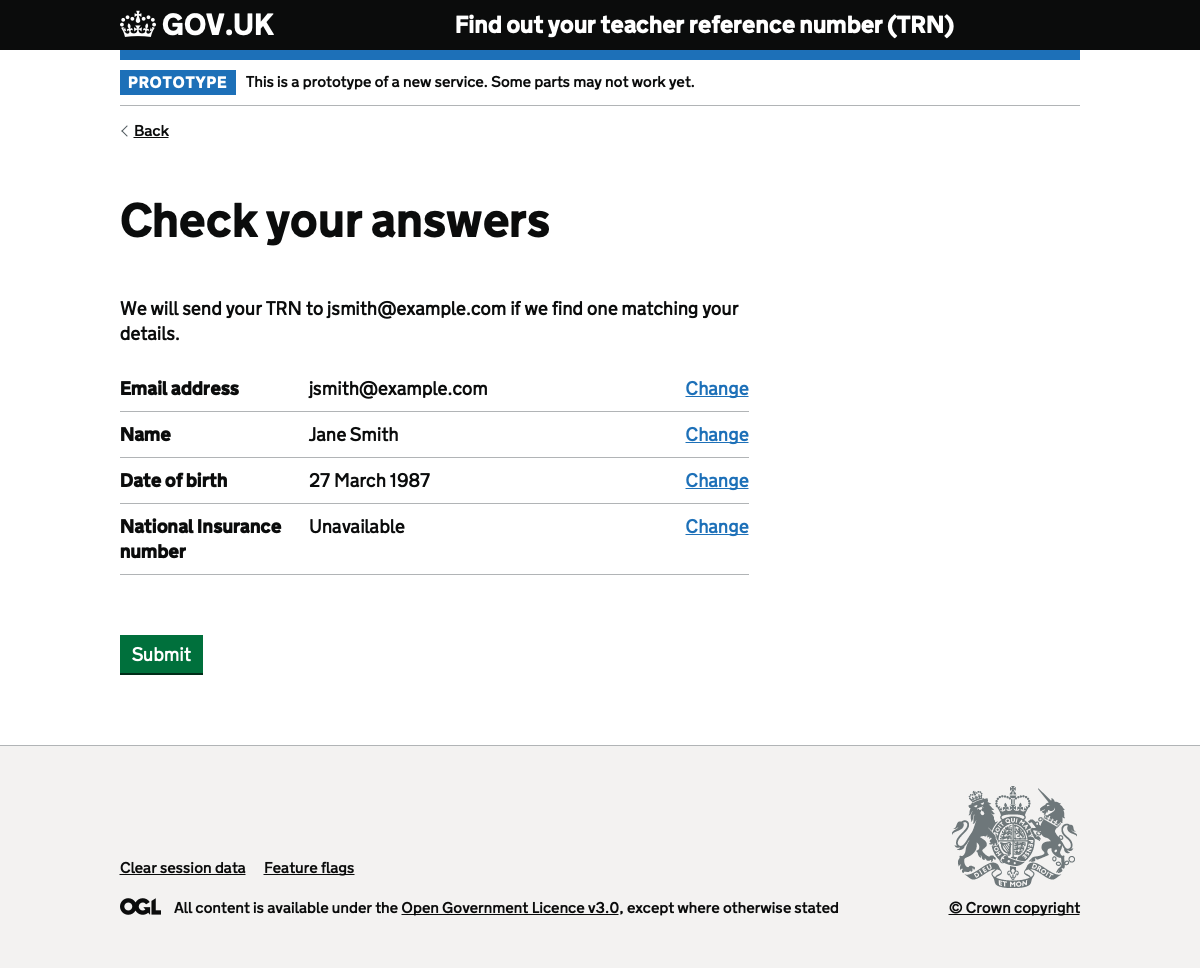 GOV.UK
Find out your teacher reference number (TRN)
PROTOTYPE This is a prototype of a new service. Some parts may not work yet.
Back
Check your answers
We will send your TRN to jsmith@example.com if we find one matching your
details.
Email address jsmith@example.com Change
Name Jane Smith Change
Date of birth 27 March 1987 Change
National Insurance Unavailable Change
number
Submit
Clear session data Feature flags
DIEU ET MON DROIT
OGL All content is available under the Open Government Licence v3.0, except where otherwise stated
© Crown copyright